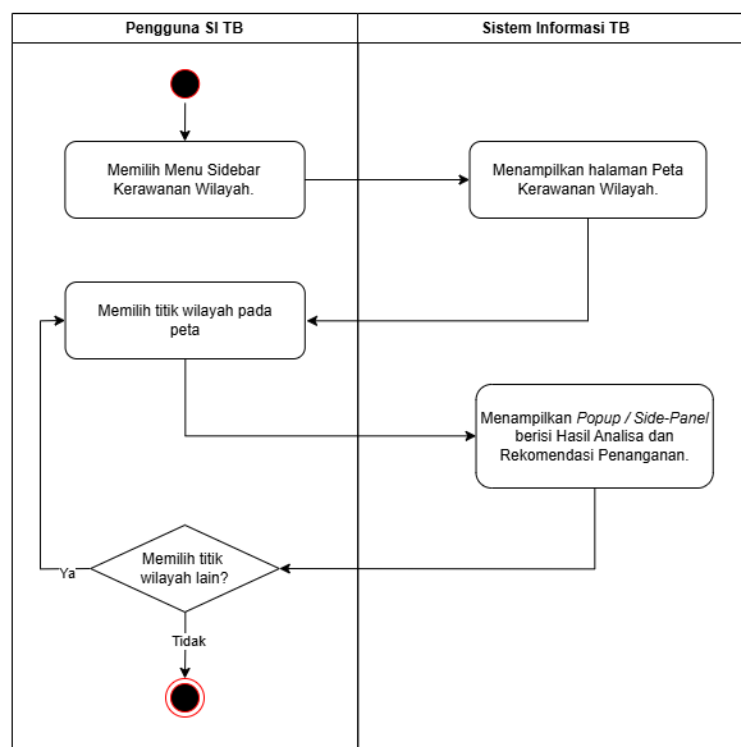 Pengguna SI TB
Sistem Informasi TB
Memilih Menu Sidebar
Kerawanan Wilayah.
Menampilkan halaman Peta
Kerawanan Wilayah.
Memilih titik wilayah pada
peta
Menampilkan Popup / Side-Panel
berisi Hasil Analisa dan
Rekomendasi Penanganan.
Memilih titik
wilayah lain?
Ya
Tidak